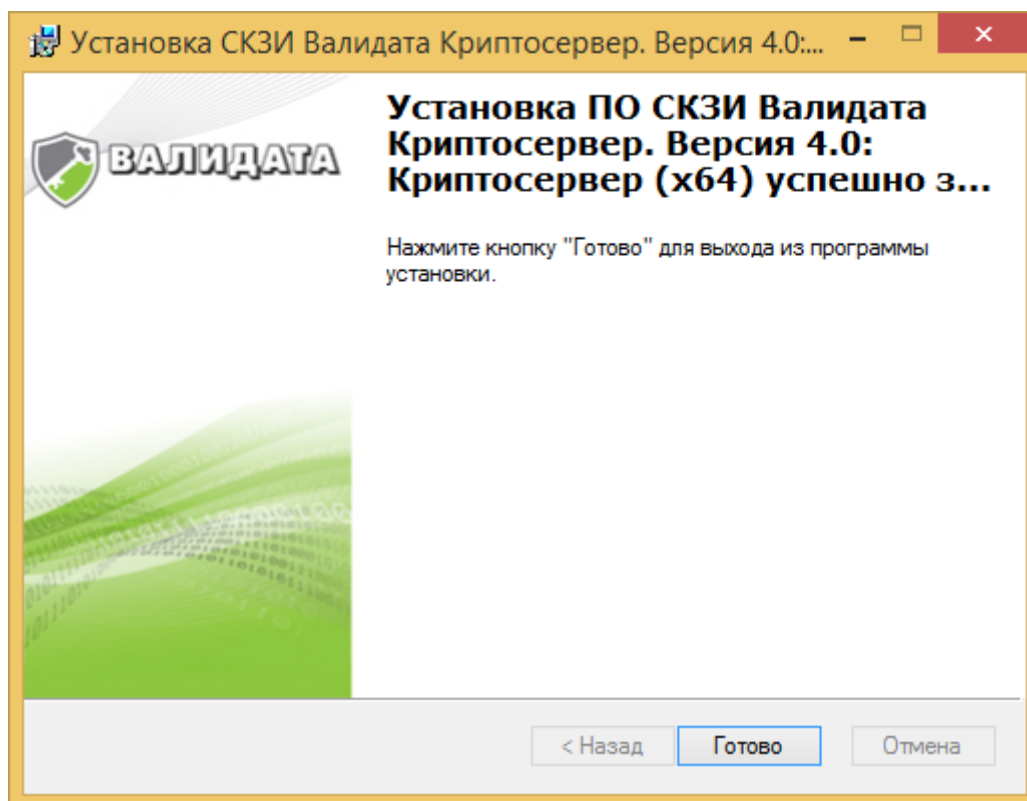 Установка СКЗИ Валидата Криптосервер. Версия 4.0:...
ВАЛИДАТА
Установка ПО СКЗИ Валидата
Криптосервер. Версия 4.0:
Криптосервер (x64) успешно з...
Нажмите кнопку "Готово" для выхода из программы
установки.
< Назад
Готово
Отмена